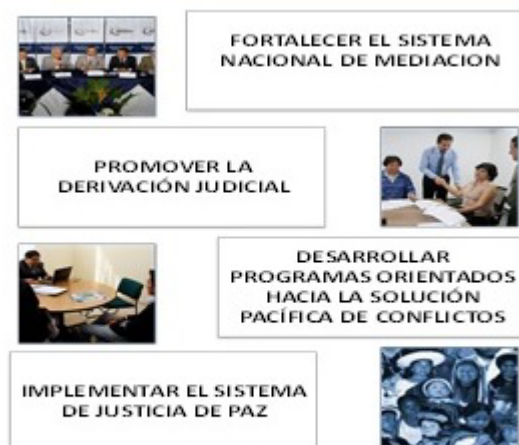 FORTALECER EL SISTEMA
NACIONAL DE MEDIACION
PROMOVER LA
DERIVACIÓN JUDICIAL
DESARROLLAR
PROGRAMAS ORIENTADOS
HACIA LA SOLUCIÓN
PACÍFICA DE CONFLICTOS
IMPLEMENTAR EL SISTEMA
DE JUSTICIA DE PAZ